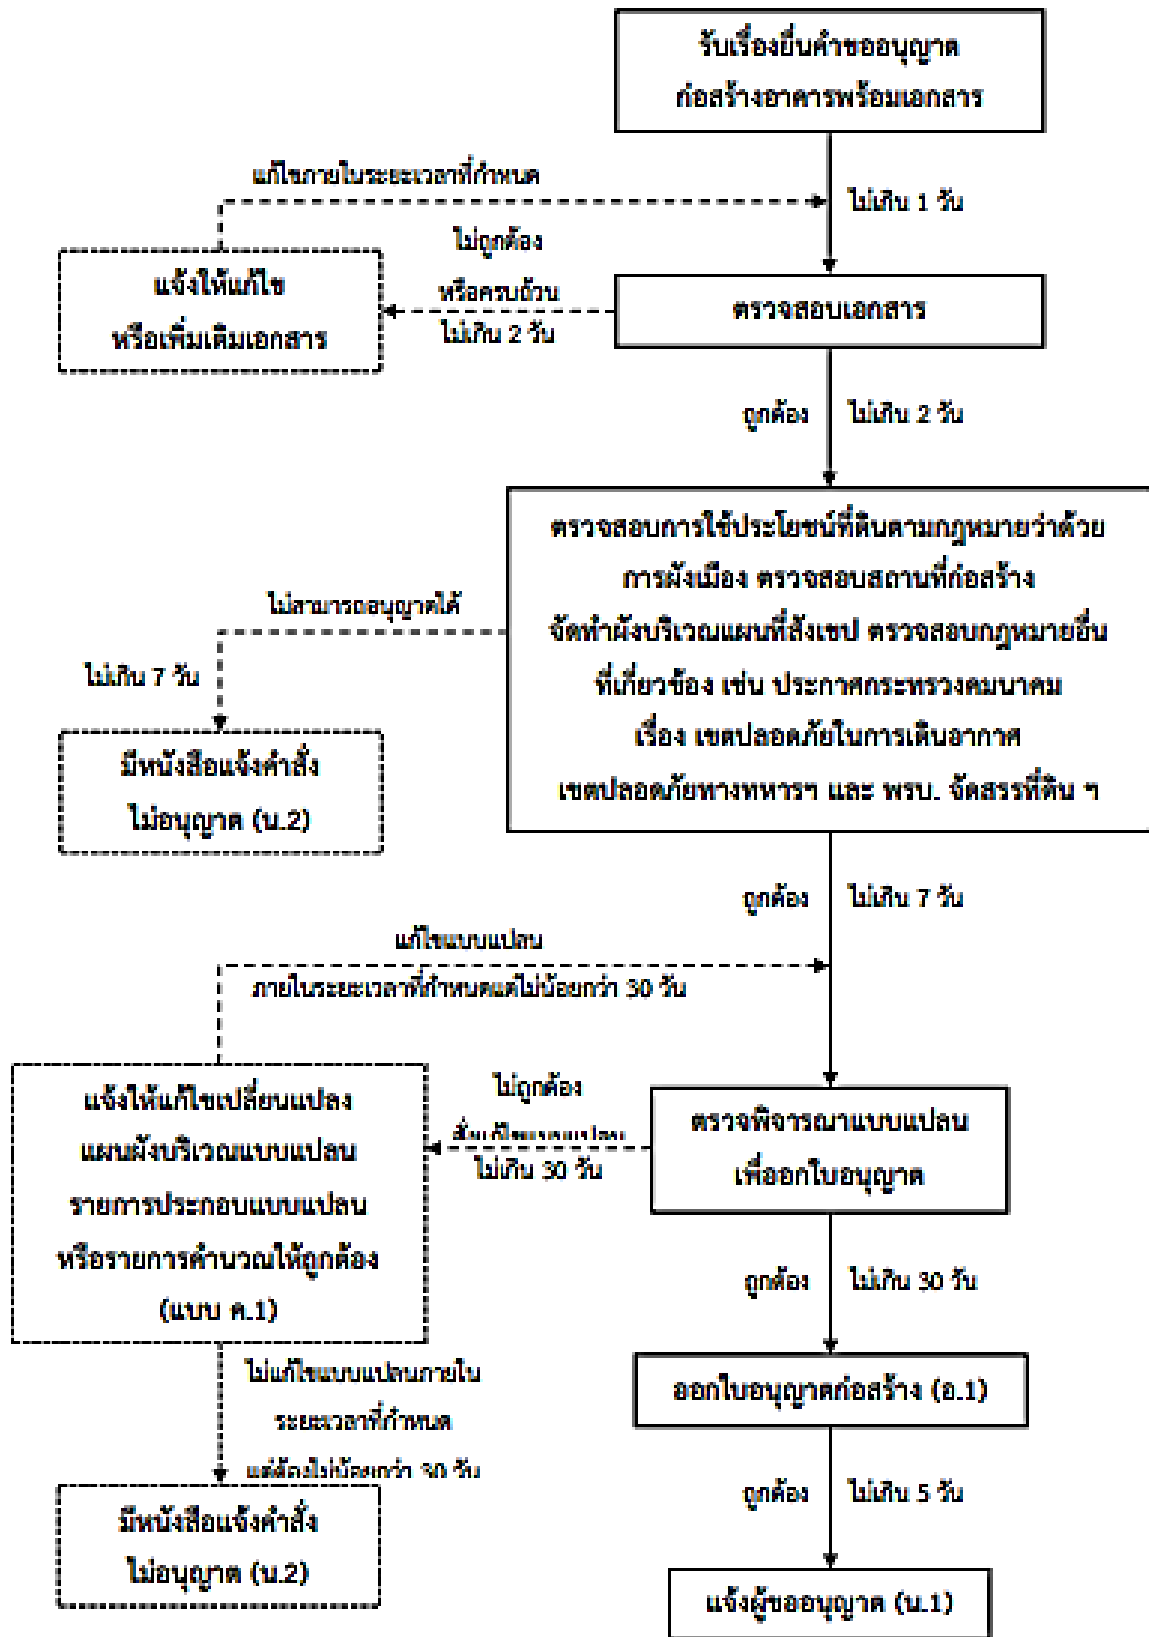 รับเรื่องยื่นคำขออนุญาต
ก่อสร้างอาคารพร้อมเอกสาร
แก้ไขภายในระยะเวลาที่กำหนด
ไม่เกิน 1 วัน
ไม่ถูกต้อง
หรือครบถ้วน
ไม่เกิน 2 วัน
แจ้งให้แก้ไข
หรือเพิ่มเติมเอกสาร
ตรวจสอบเอกสาร
ถูกต้อง
ไม่เกิน 2 วัน
ตรวจสอบการใช้ประโยชน์ที่ดินตามกฎหมายว่าด้วย
การผังเมือง ตรวจสอบสถานที่ก่อสร้าง
จัดทำผังบริเวณแผนที่สังเขป ตรวจสอบกฎหมายอื่น
ที่เกี่ยวข้อง เช่น ประกาศกระทรวงคมนาคม
เรื่อง เขตปลอดภัยในการเดินอากาศ
เขตปลอดภัยทางทหารฯ และ พรบ. จัดสรรที่ดิน ฯ
ไม่สามารถอนุญาตได้
ไม่เกิน 7 วัน
มีหนังสือแจ้งคำสั่ง
ไม่อนุญาต (น.2)
ถูกต้อง
ไม่เกิน 7 วัน
แก้ไขแบบแปลน
ภายในระยะเวลาที่กำหนดแต่ไม่น้อยกว่า 30 วัน
แจ้งให้แก้ไขเปลี่ยนแปลง
แผนผังบริเวณแบบแปลน
รายการประกอบแบบแปลน
หรือรายการคำนวณให้ถูกต้อง
(แบบ ค.1)
ไม่ถูกต้อง
สั่งแก้ไขแบบแปลน
ไม่เกิน 30 วัน
ตรวจพิจารณาแบบแปลน
เพื่อออกใบอนุญาต
ถูกต้อง
ไม่เกิน 30 วัน
ไม่แก้ไขแบบแปลนภายใน
ระยะเวลาที่กำหนด
แต่ต้องไม่น้อยกว่า 30 วัน
ออกใบอนุญาตก่อสร้าง (อ.1)
ถูกต้อง
ไม่เกิน 5 วัน
มีหนังสือแจ้งคำสั่ง
ไม่อนุญาต (น.2)
แจ้งผู้ขออนุญาต (น.1)